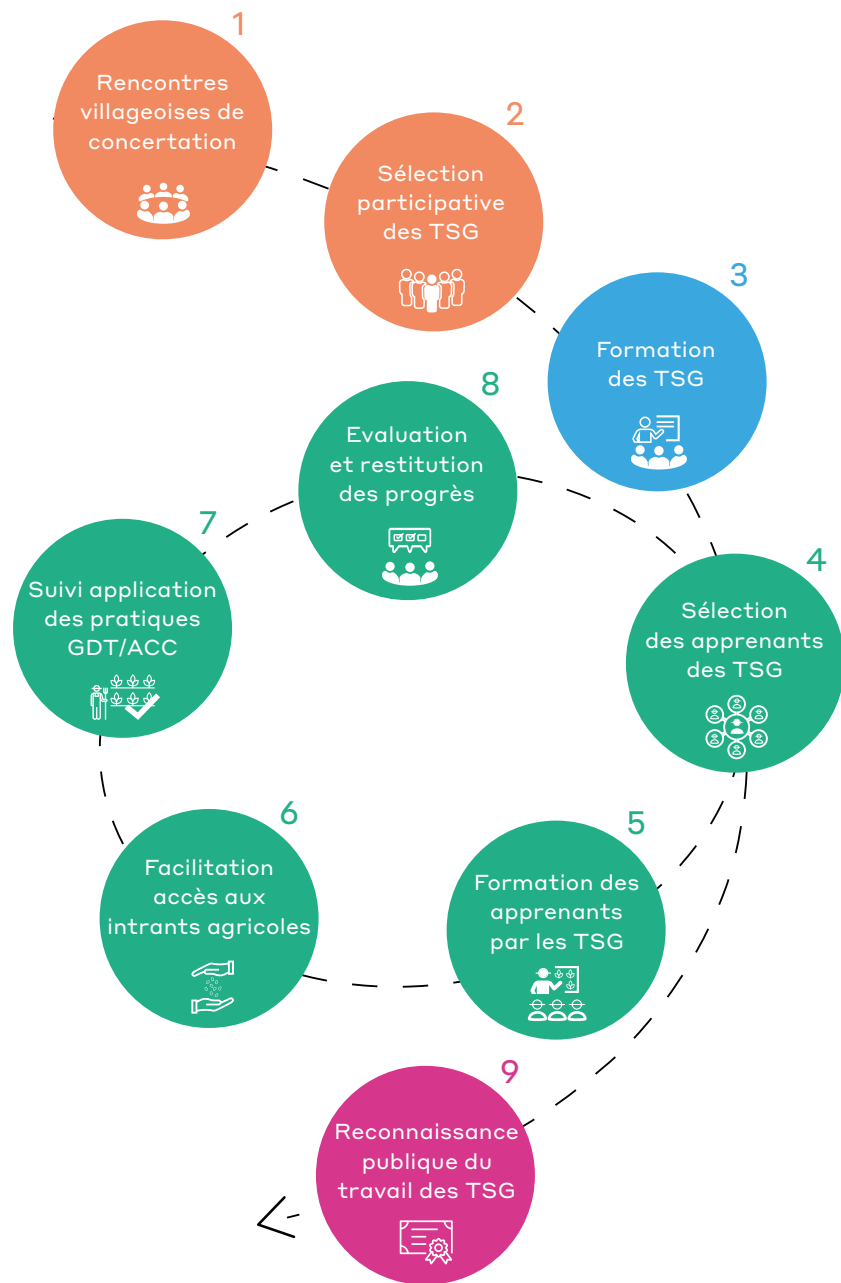 1
Rencontres
villageoises de
concertation
2
Sélection
participative
des TSG
3
Formation
des TSG
4
Sélection
des apprenants
des TSG
5
Formation des
apprenants
par les TSG
6
Facilitation
accès aux
intrants agricoles
7
Suivi application
des pratiques
GDT/ACC
8
Evaluation
et restitution
des progrès
9
Reconnaissance
publique du
travail des TSG